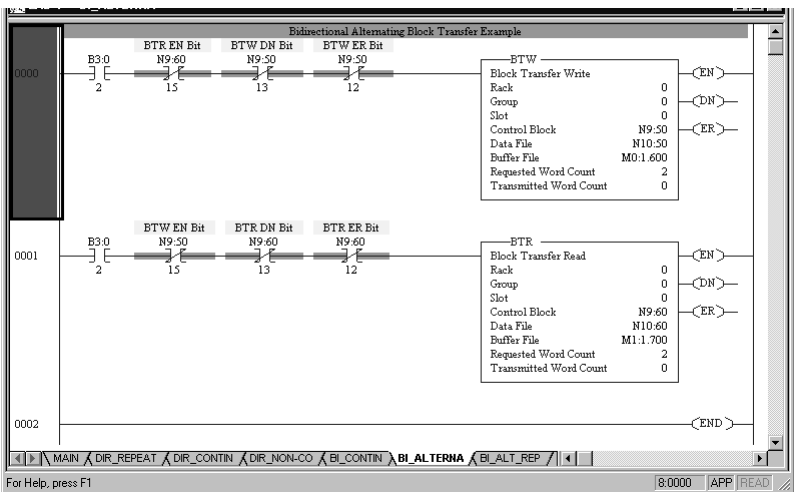 Bidirectional Alternating Block Transfer Example
BTR EN Bit BTW DN Bit BTW ER Bit
B3:0 N9:60 N9:50 N9:50
0000
2 15 13 12
BTW
Block Transfer Write
Rack 0
Group 0
Slot 0
Control Block N9:50
Data File N10:50
Buffer File M0:1.600
Requested Word Count 2
Transmitted Word Count 0
EN
DN
ER
BTW EN Bit BTR DN Bit BTR ER Bit
B3:0 N9:50 N9:60 N9:60
0001
2 15 13 12
BTR
Block Transfer Read
Rack 0
Group 0
Slot 0
Control Block N9:60
Data File N10:60
Buffer File M1:1.700
Requested Word Count 2
Transmitted Word Count 0
EN
DN
ER
0002
END
MAIN DIR_REPEAT DIR_CONTIN DIR_NON-CO BI_CONTIN BI_ALTERNA BI_ALT_REP
For Help, press F1 8:0000 APP READ